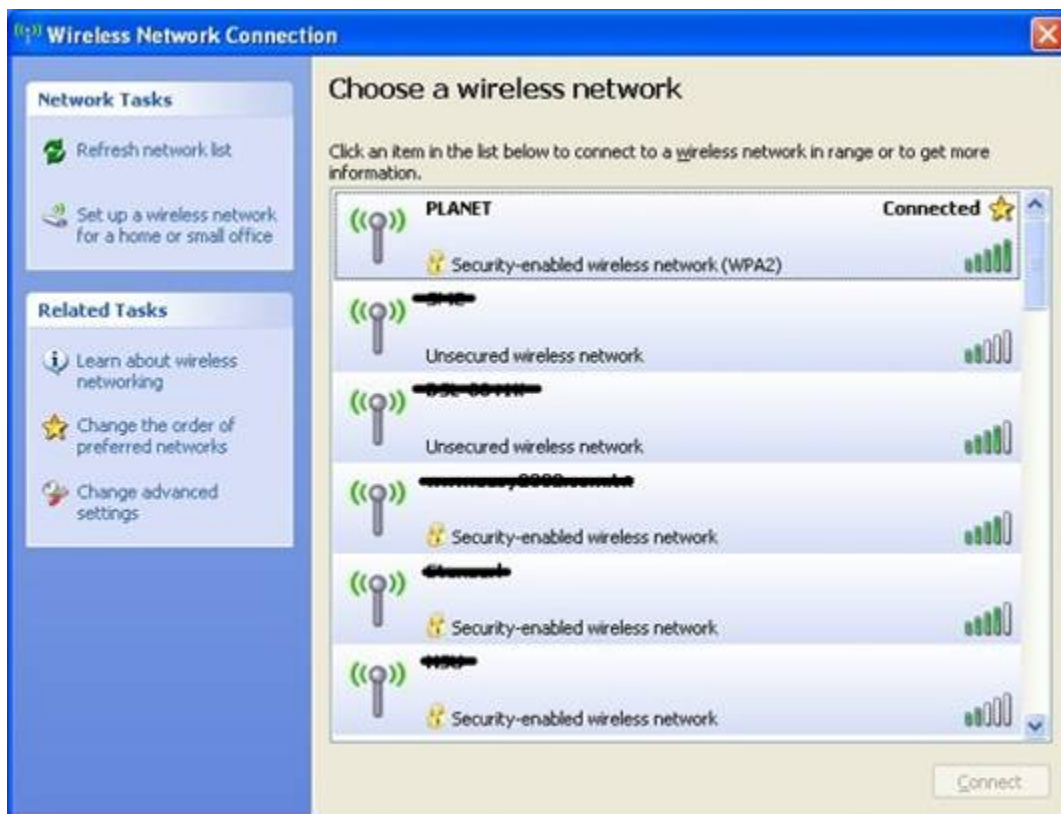 Wireless Network Connection
Network Tasks
Refresh network list
Set up a wireless network
for a home or small office
Related Tasks
Learn about wireless
networking
Change the order of
preferred networks
Change advanced
settings
Choose a wireless network
Click an item in the list below to connect to a wireless network in range or to get more
information.
PLANET Connected
Security-enabled wireless network (WPA2)
Unsecured wireless network
Unsecured wireless network
Security-enabled wireless network
Security-enabled wireless network
Security-enabled wireless network
Connect